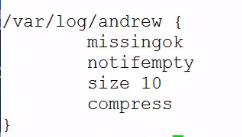 /var/log/andrew {
        missingok
        notifempty
        size 10
        compress
}